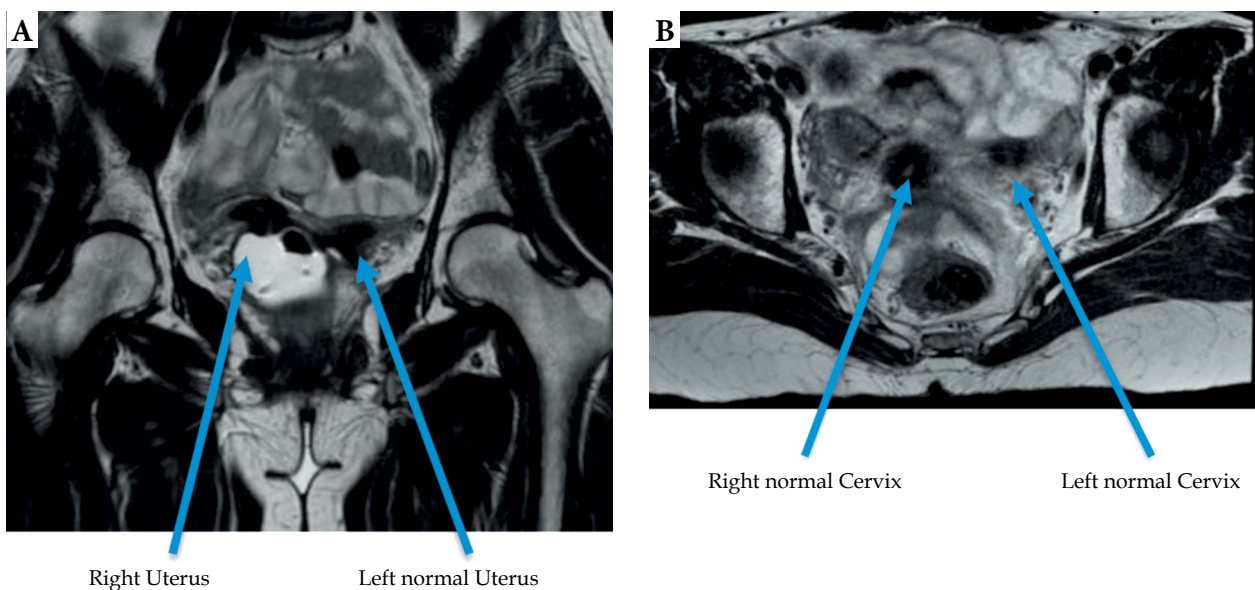 A
B
Right normal Cervix
Left normal Cervix
Right Uterus
Left normal Uterus